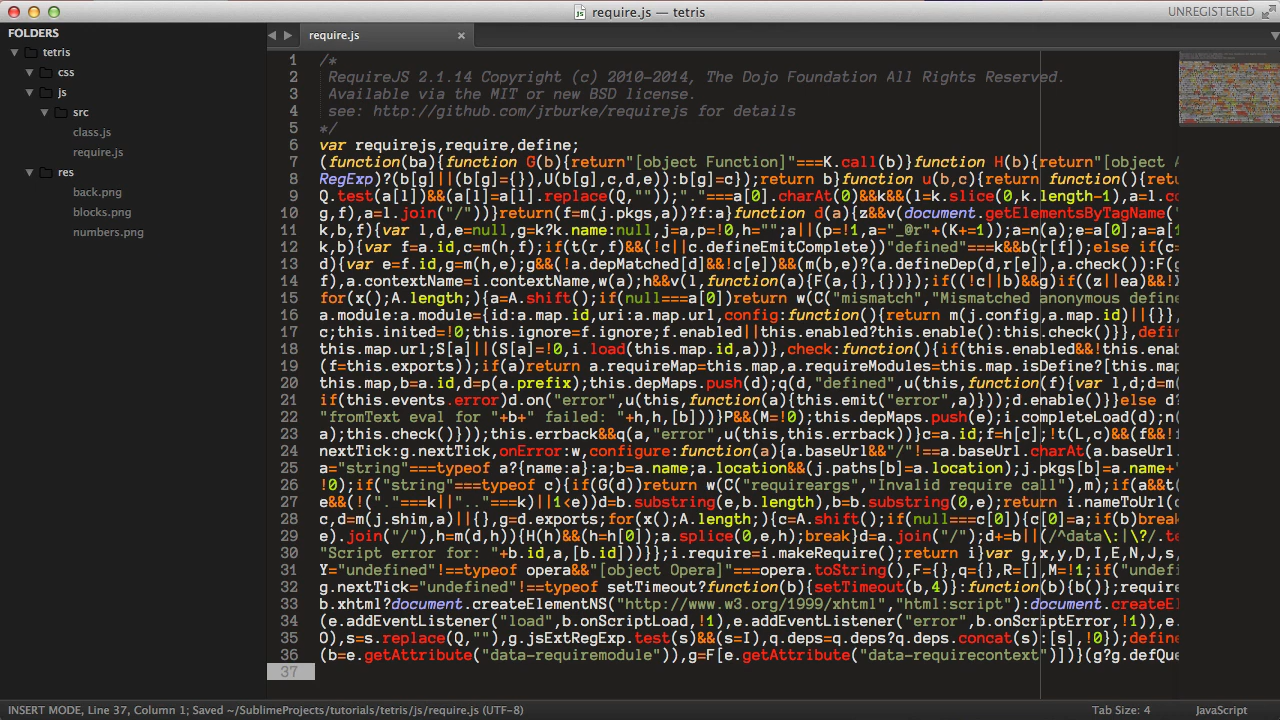 require.js — tetris
UNREGISTERED
FOLDERS
tetris
css
js
src
class.js
require.js
res
back.png
blocks.png
numbers.png
require.js ×
1 /*
2 RequireJS 2.1.14 Copyright (c) 2010-2014, The Dojo Foundation All Rights Reserved.
3 Available via the MIT or new BSD license.
4 see: http://github.com/jrburke/requirejs for details
5 */
6 var requirejs,require,define;
7 (function(ba){function G(b){return"[object Function]"===K.call(b)}function H(b){return"[object A
8 RegExp)?(b[g]||(b[g]={}),U(b[g],c,d,e)):b[g]=c});return b}function u(b,c){return function(){retu
9 Q.test(a[l])&&(a[l]=a[l].replace(Q,""));"."===a[0].charAt(0)&&k&&(l=k.slice(0,k.length-1),a=l.co
10 g,f),a=l.join("/"))}return(f=m(j.pkgs,a))?f:a}function d(a){z&&v(document.getElementsByTagName("
11 k,b,f){var l,d,e=null,g=k?k.name:null,j=a,p=!0,h="";a||(p=!1,a="_@r"+(K+=1));a=n(a);e=a[0];a=a[1
12 k,b){var f=a.id,c=m(h,f);if(t(r,f)&&(!c||c.defineEmitComplete))"defined"===k&&b(r[f]);else if(c=
13 d){var e=f.id,g=m(h,e);g&&(!a.depMatched[d]&&!c[e])&&(m(b,e)?(a.defineDep(d,r[e]),a.check()):F(g
14 f),a.contextName=i.contextName,w(a);h&&v(l,function(a){F(a,{},{})});if((!c||b)&&g)if((z||ea)&&!X
15 for(x();A.length;){a=A.shift();if(null===a[0])return w(C("mismatch","Mismatched anonymous define
16 a.module:a.module={id:a.map.id,uri:a.map.url,config:function(){return m(j.config,a.map.id)||{}},
17 c;this.inited=!0;this.ignore=f.ignore;f.enabled||this.enabled?this.enable():this.check()}},defin
18 this.map.url;S[a]||(S[a]=!0,i.load(this.map.id,a))},check:function(){if(this.enabled&&!this.enab
19 (f=this.exports));if(a)return a.requireMap=this.map,a.requireModules=this.map.isDefine?[this.map
20 this.map,b=a.id,d=p(a.prefix);this.depMaps.push(d);q(d,"defined",u(this,function(f){var l,d;d=m(
21 if(this.events.error)d.on("error",u(this,function(a){this.emit("error",a)}));d.enable()}}else d?
22 "fromText eval for "+b+" failed: "+h,h,[b]))}P&&(M=!0);this.depMaps.push(e);i.completeLoad(d);n(
23 a);this.check()}));this.errback&&q(a,"error",u(this,this.errback))}c=a.id;f=h[c];!t(L,c)&&(f&&!f
24 nextTick:g.nextTick,onError:w,configure:function(a){a.baseUrl&&"/"!==a.baseUrl.charAt(a.baseUrl.
25 a="string"===typeof a?{name:a}:a;b=a.name;a.location&&(j.paths[b]=a.location);j.pkgs[b]=a.name+"
26 !0);if("string"===typeof c){if(G(d))return w(C("requireargs","Invalid require call"),m);if(a&&t(
27 e&&(!("."===k||".."===k)||1<e))d=b.substring(e,b.length),b=b.substring(0,e);return i.nameToUrl(c
28 c,d=m(j.shim,a)||{},g=d.exports;for(x();A.length;){c=A.shift();if(null===c[0]){c[0]=a;if(b)break
29 e).join("/"),h=m(d,h)){H(h)&&(h=h[0]);a.splice(0,e,h);break}d=a.join("/");d+=b||(/^data\:|\?/.te
30 "Script error for: "+b.id,a,[b.id]))}};i.require=i.makeRequire();return i}var g,x,y,D,I,E,N,J,s,
31 Y="undefined"!==typeof opera&&"[object Opera]"===opera.toString(),F={},q={},R=[],M=!1;if("undefi
32 g.nextTick="undefined"!==typeof setTimeout?function(b){setTimeout(b,4)}:function(b){b()};require
33 b.xhtml?document.createElementNS("http://www.w3.org/1999/xhtml","html:script"):document.createEl
34 (e.addEventListener("load",b.onScriptLoad,!1),e.addEventListener("error",b.onScriptError,!1)),e.
35 O),s=s.replace(Q,""),g.jsExtRegExp.test(s)&&(s=I),q.deps=q.deps?q.deps.concat(s):[s],!0});define
36 (b=e.getAttribute("data-requiremodule")),g=F[e.getAttribute("data-requirecontext")])}(g?g.defQue
37
INSERT MODE, Line 37, Column 1; Saved ~/SublimeProjects/tutorials/tetris/js/require.js (UTF-8)
Tab Size: 4
JavaScript